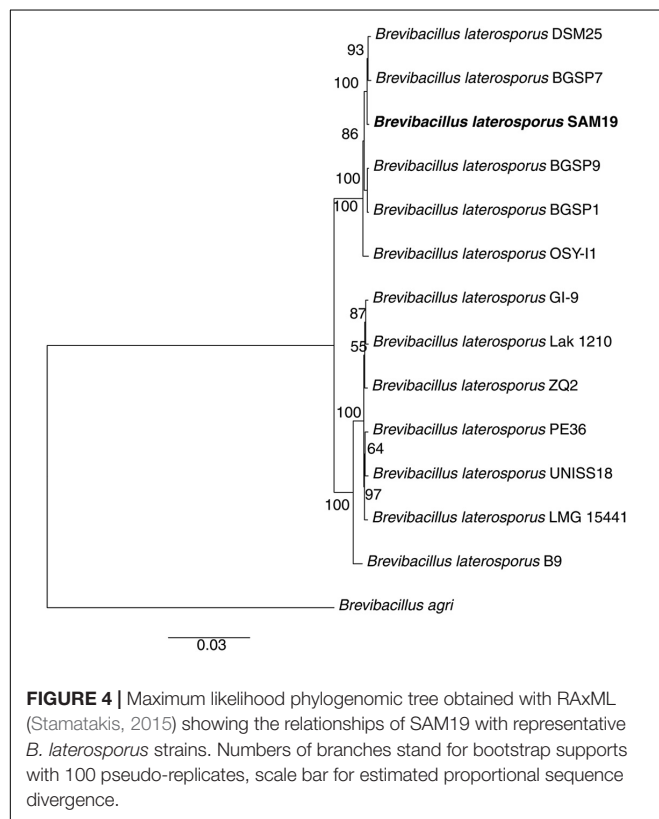 Brevibacillus laterosporus DSM25
93
Brevibacillus laterosporus BGSP7
100
Brevibacillus laterosporus SAM19
86
Brevibacillus laterosporus BGSP9
100
100
Brevibacillus laterosporus BGSP1
Brevibacillus laterosporus OSY-I1
Brevibacillus laterosporus GI-9
87
Brevibacillus laterosporus Lak 1210
55
Brevibacillus laterosporus ZQ2
100
Brevibacillus laterosporus PE36
64
Brevibacillus laterosporus UNISS18
97
100
Brevibacillus laterosporus LMG 15441
Brevibacillus laterosporus B9
Brevibacillus agri
0.03
FIGURE 4 | Maximum likelihood phylogenomic tree obtained with RAxML
(Stamatakis, 2015) showing the relationships of SAM19 with representative
B. laterosporus strains. Numbers of branches stand for bootstrap supports
with 100 pseudo-replicates, scale bar for estimated proportional sequence
divergence.